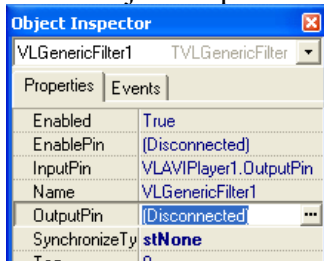 Object Inspector
VLGenericFilter1 TVLGenericFilter
Properties Events
Enabled True
EnablePin (Disconnected)
InputPin VLAVIPlayer1.OutputPin
Name VLGenericFilter1
OutputPin (Disconnected) ...
SynchronizeTy stNone